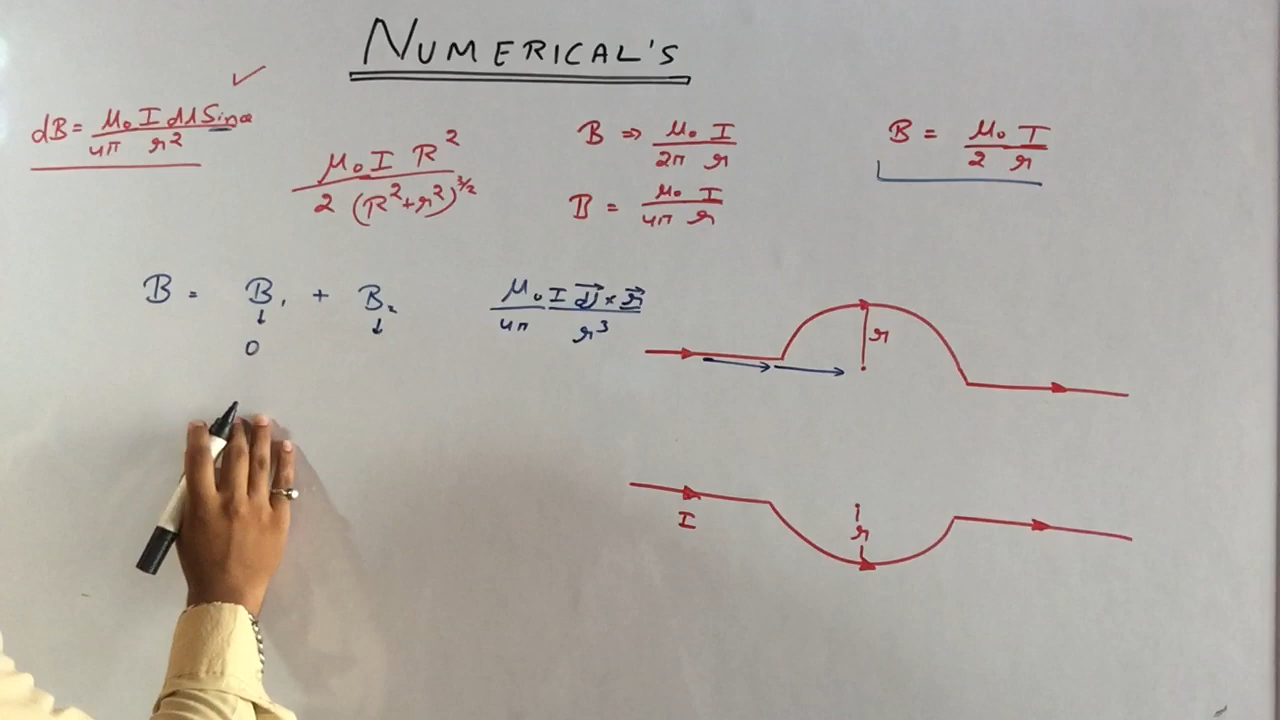 NUMERICAL'S
dB = μ₀ I dl Sinα / 4π r²
μ₀ I R² / 2 (R²+r²)^3/2
B ⇒ μ₀ I / 2π r
B = μ₀ I / 4π r
B = μ₀ I / 2 r
B = B₁ + B₂
0
μ₀ I dl⃗ × r⃗ / 4π r³
r
I
r